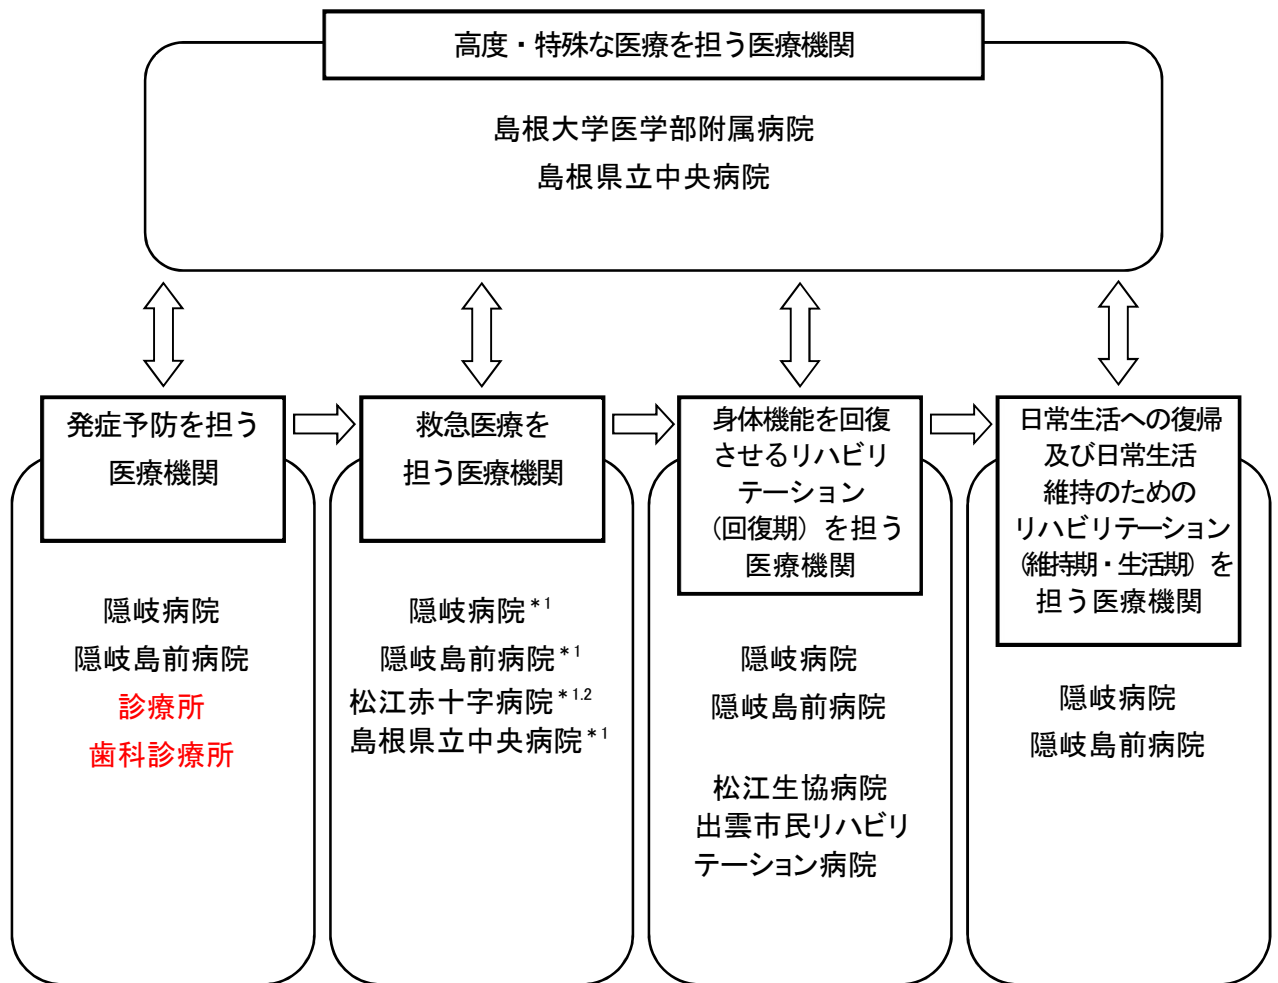 高度・特殊な医療を担う医療機関
島根大学医学部附属病院
島根県立中央病院
発症予防を担う
医療機関
隠岐病院
隠岐島前病院
診療所
歯科診療所
救急医療を
担う医療機関
隠岐病院*1
隠岐島前病院*1
松江赤十字病院*1.2
島根県立中央病院*1
身体機能を回復
させるリハビリ
テーション
(回復期)を担う
医療機関
隠岐病院
隠岐島前病院
松江生協病院
出雲市民リハビリ
テーション病院
日常生活への復帰
及び日常生活
維持のための
リハビリテーション
(維持期・生活期)を
担う医療機関
隠岐病院
隠岐島前病院